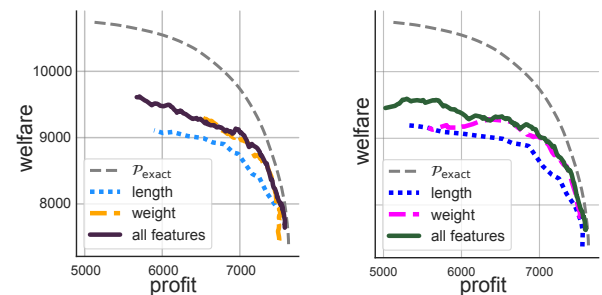 welfare
10000
9000
8000
5000 6000 7000
profit
𝒫exact
length
weight
all features
welfare
5000 6000 7000
profit
𝒫exact
length
weight
all features